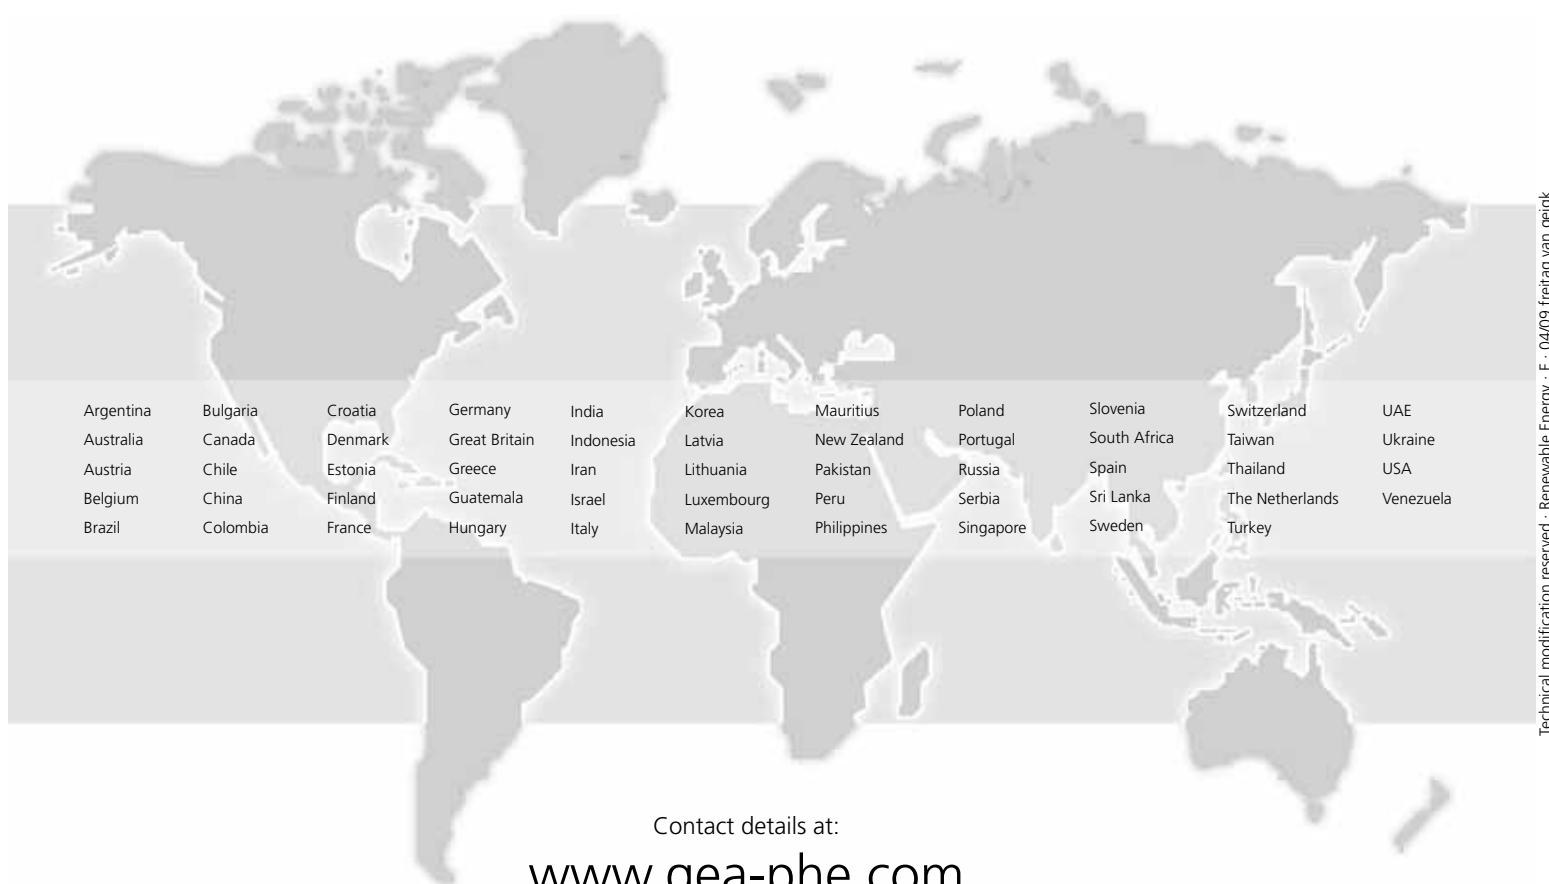 Argentina
Australia
Austria
Belgium
Brazil
Bulgaria
Canada
Chile
China
Colombia
Croatia
Denmark
Estonia
Finland
France
Germany
Great Britain
Greece
Guatemala
Hungary
India
Indonesia
Iran
Israel
Italy
Korea
Latvia
Lithuania
Luxembourg
Malaysia
Mauritius
New Zealand
Pakistan
Peru
Philippines
Poland
Portugal
Russia
Serbia
Singapore
Slovenia
South Africa
Spain
Sri Lanka
Sweden
Switzerland
Taiwan
Thailand
The Netherlands
Turkey
UAE
Ukraine
USA
Venezuela
Contact details at:
www.gea-phe.com
Technical modification reserved · Renewable Energy · E · 04/09 freitag van geigk